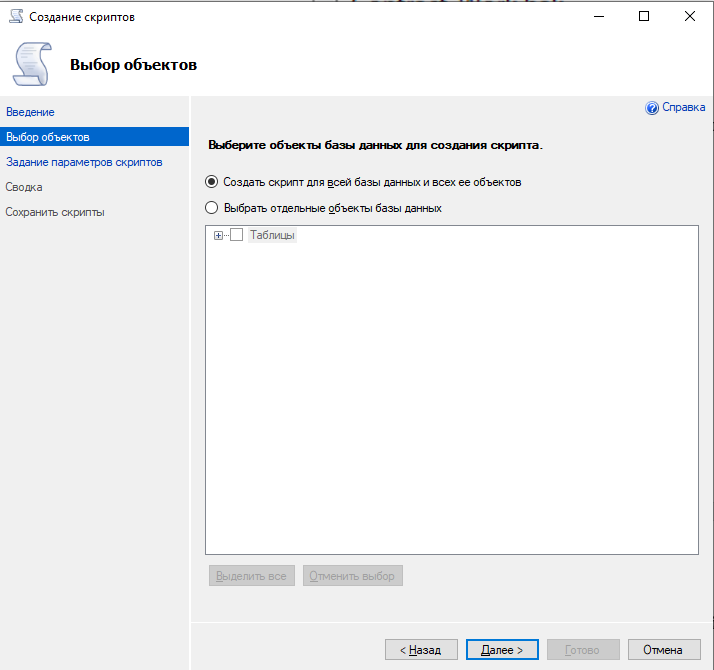 Создание скриптов
Выбор объектов
Справка
Введение
Выбор объектов
Задание параметров скриптов
Сводка
Сохранить скрипты
Выберите объекты базы данных для создания скрипта.
Создать скрипт для всей базы данных и всех ее объектов
Выбрать отдельные объекты базы данных
Таблицы
Выделить все
Отменить выбор
< Назад
Далее >
Готово
Отмена